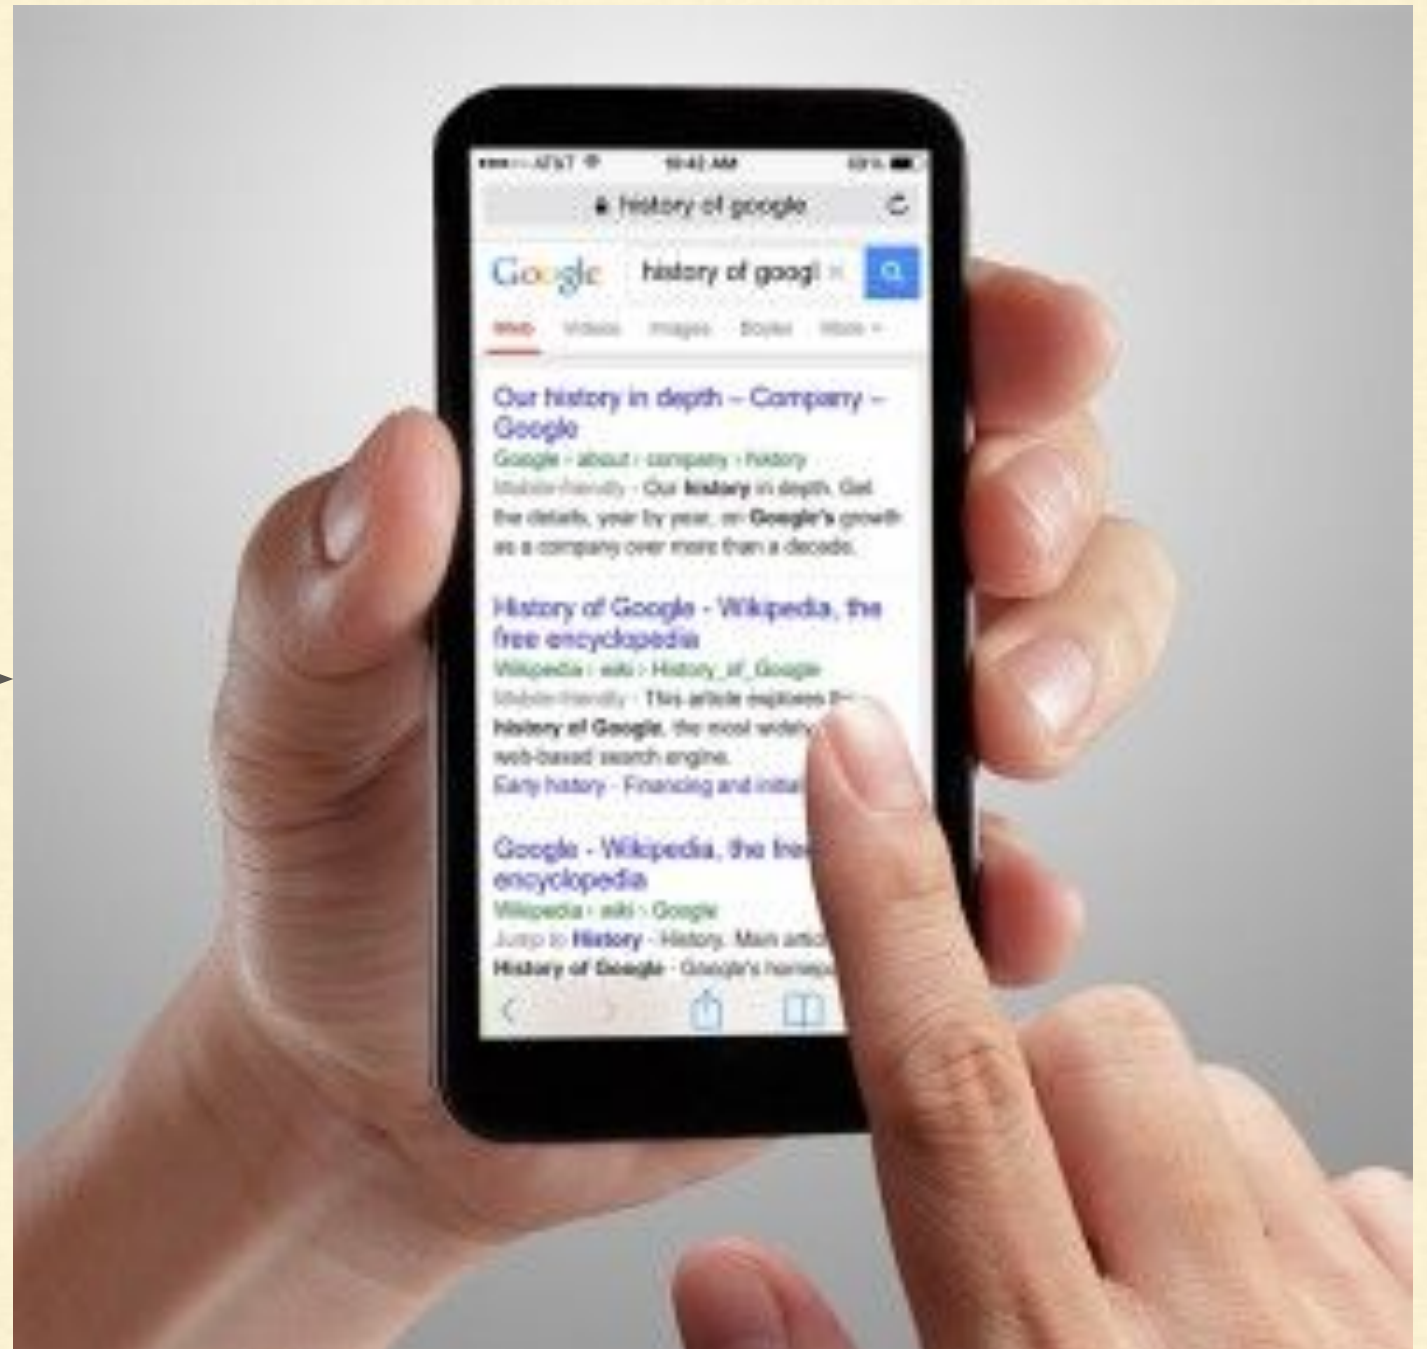 AT&T 10:42 AM
history of google
Google history of googl
Web Videos Images Books More
Our history in depth – Company –
Google
Google › about › company › history
Mobile-friendly - Our history in depth. Get
the details, year by year, on Google's growth
as a company over more than a decade.
History of Google - Wikipedia, the
free encyclopedia
Wikipedia › wiki › History_of_Google
Mobile-friendly - This article explores the
history of Google, the most widely
web-based search engine.
Early history - Financing and initial
Google - Wikipedia, the free
encyclopedia
Wikipedia › wiki › Google
Jump to History - History. Main artic
History of Google - Google's homepa